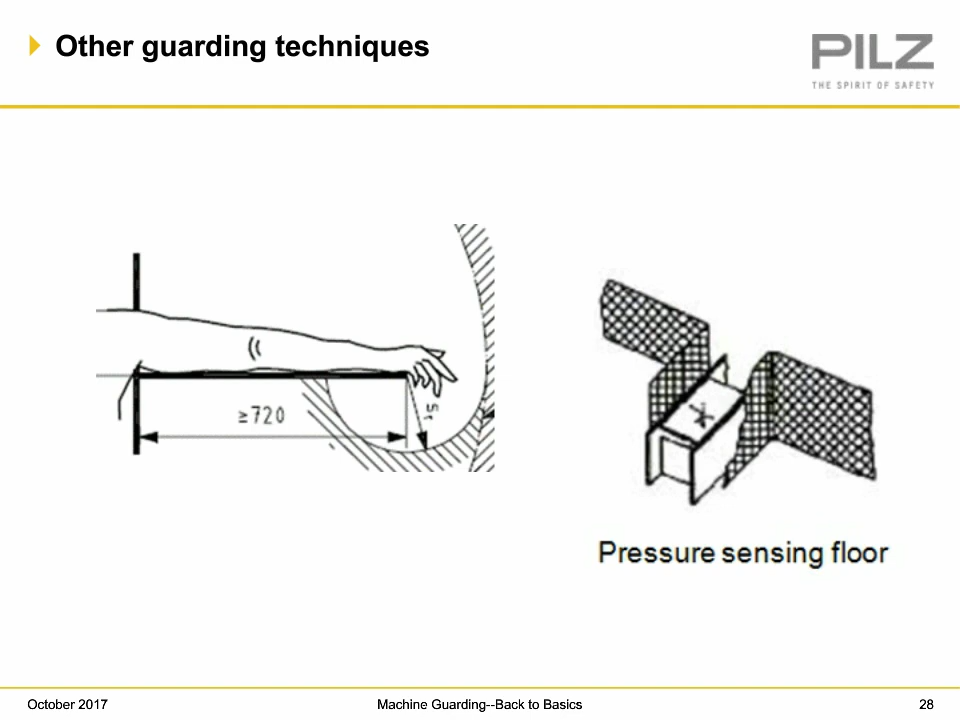 Other guarding techniques
PILZ
THE SPIRIT OF SAFETY
≥720
Sr
Pressure sensing floor
October 2017
Machine Guarding--Back to Basics
28